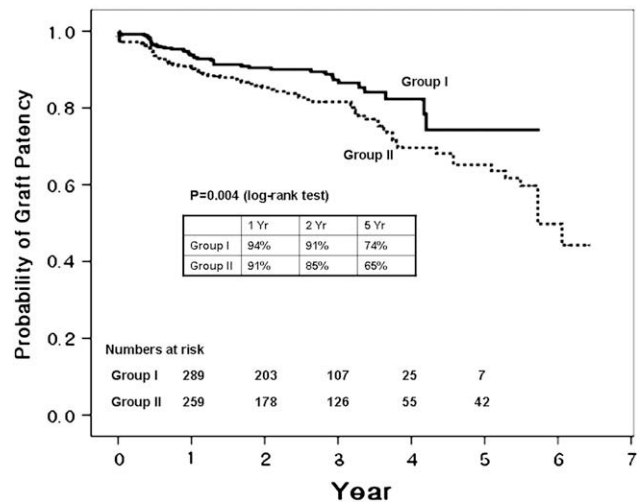 Probability of Graft Patency
1.0
0.8
0.6
0.4
0.2
0.0
Group I
Group II
P=0.004 (log-rank test)
1 Yr 2 Yr 5 Yr
Group I 94% 91% 74%
Group II 91% 85% 65%
Numbers at risk
Group I 289 203 107 25 7
Group II 259 178 126 55 42
0 1 2 3 4 5 6 7
Year